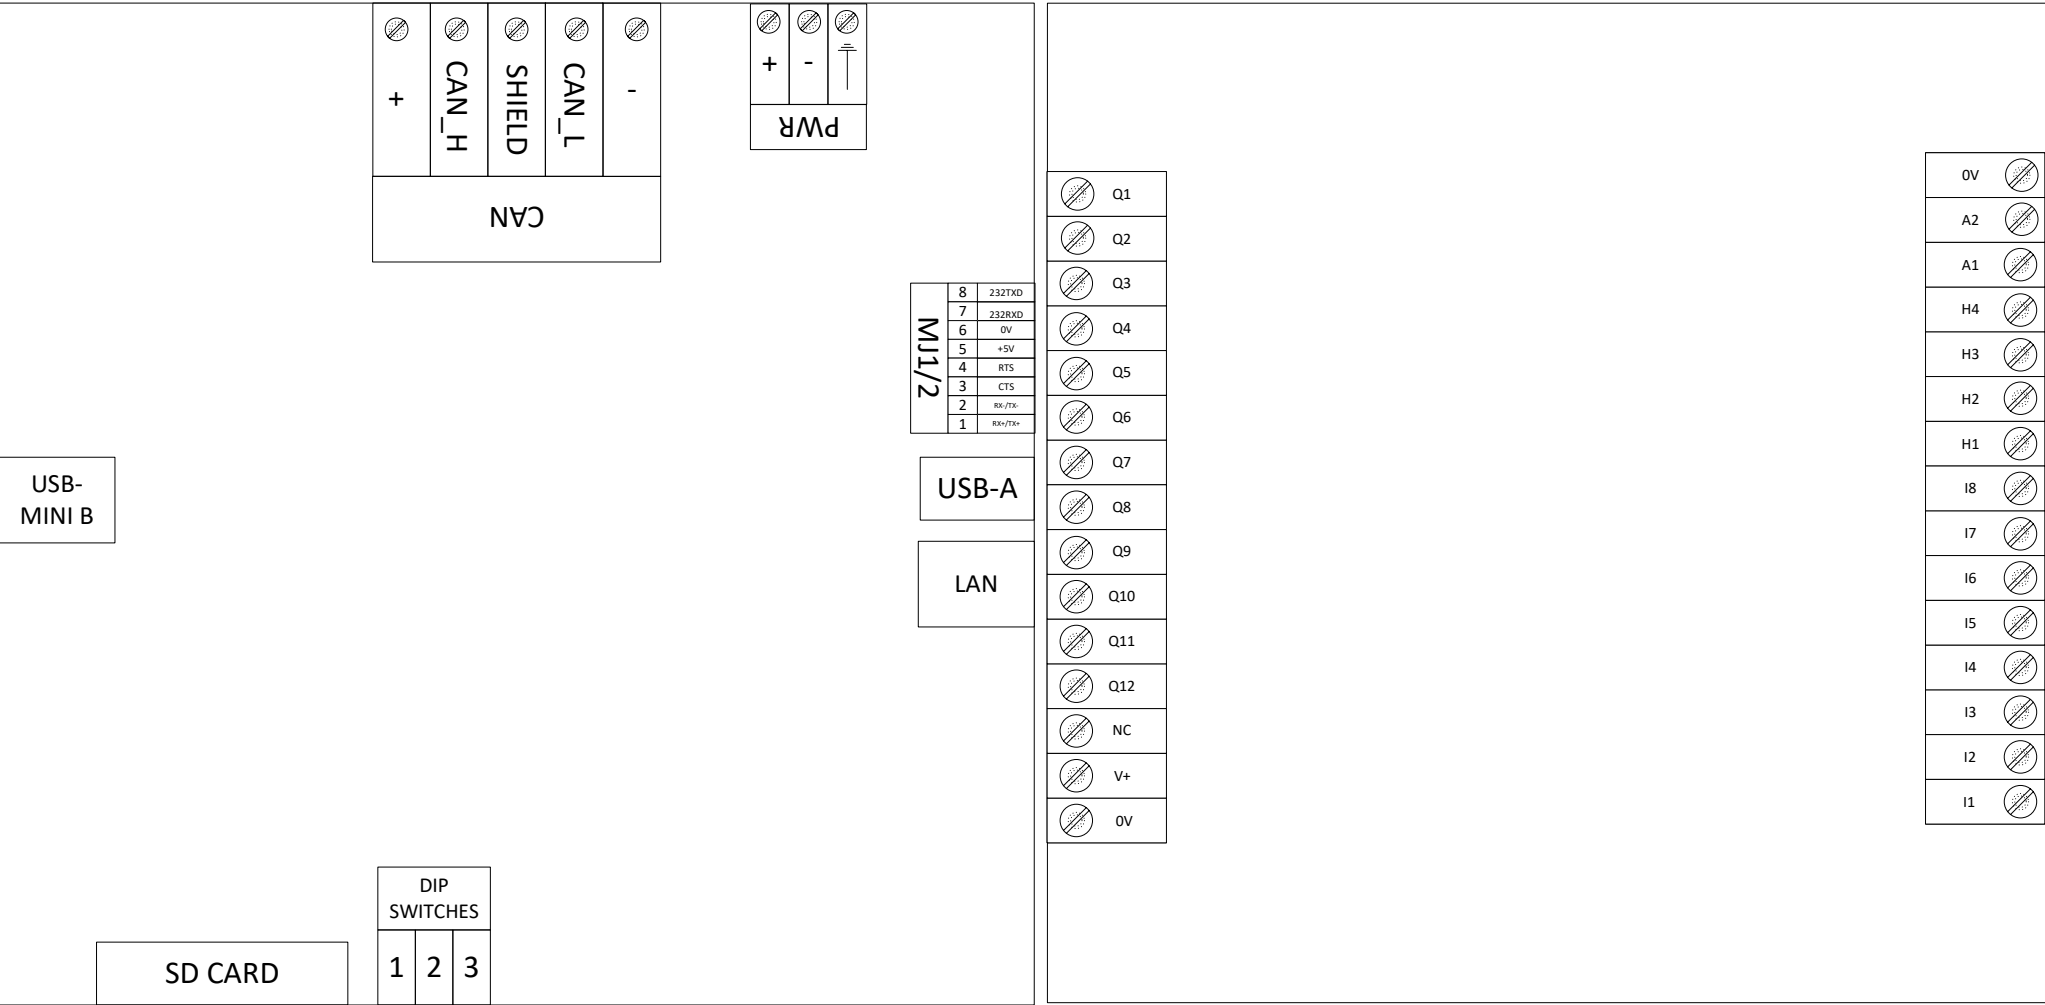 +
CAN_H
SHIELD
CAN_L
-
CAN
+
-
PWR
MJ1/2
8 232TXD
7 232RXD
6 0V
5 +5V
4 RTS
3 CTS
2 RX-/TX-
1 RX+/TX+
USB-
MINI B
USB-A
LAN
DIP
SWITCHES
1 2 3
SD CARD
Q1
Q2
Q3
Q4
Q5
Q6
Q7
Q8
Q9
Q10
Q11
Q12
NC
V+
0V
0V
A2
A1
H4
H3
H2
H1
I8
I7
I6
I5
I4
I3
I2
I1